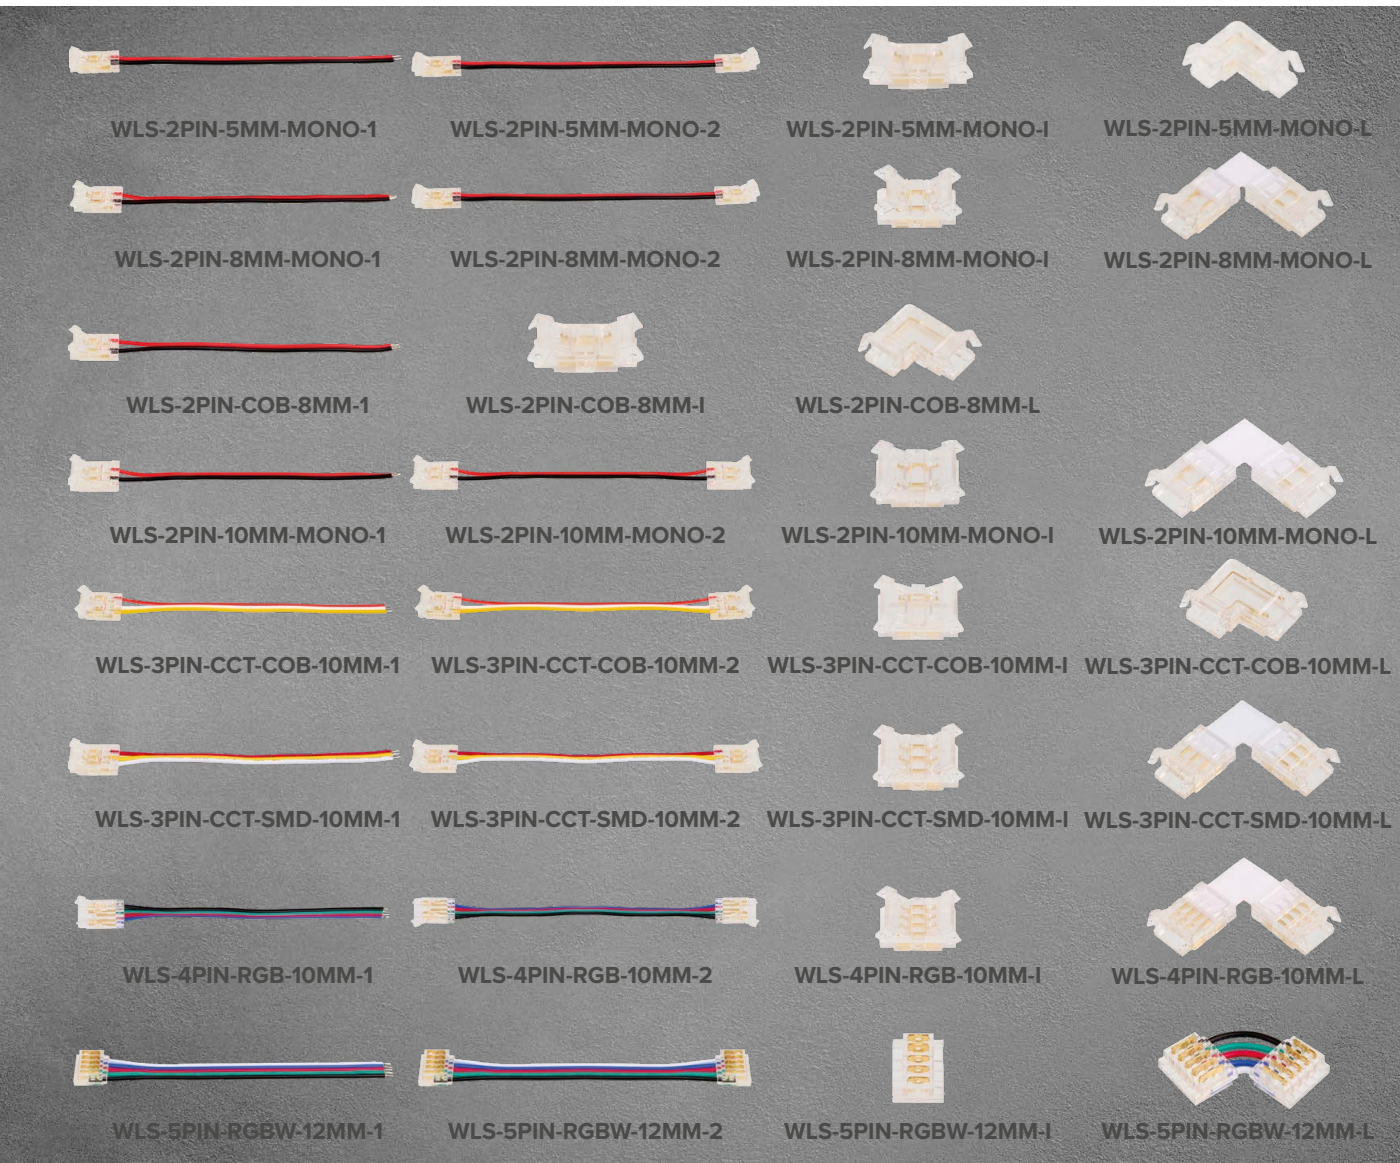 WLS-2PIN-5MM-MONO-1 WLS-2PIN-5MM-MONO-2 WLS-2PIN-5MM-MONO-I WLS-2PIN-5MM-MONO-L
WLS-2PIN-8MM-MONO-1 WLS-2PIN-8MM-MONO-2 WLS-2PIN-8MM-MONO-I WLS-2PIN-8MM-MONO-L
WLS-2PIN-COB-8MM-1 WLS-2PIN-COB-8MM-I WLS-2PIN-COB-8MM-L
WLS-2PIN-10MM-MONO-1 WLS-2PIN-10MM-MONO-2 WLS-2PIN-10MM-MONO-I WLS-2PIN-10MM-MONO-L
WLS-3PIN-CCT-COB-10MM-1 WLS-3PIN-CCT-COB-10MM-2 WLS-3PIN-CCT-COB-10MM-I WLS-3PIN-CCT-COB-10MM-L
WLS-3PIN-CCT-SMD-10MM-1 WLS-3PIN-CCT-SMD-10MM-2 WLS-3PIN-CCT-SMD-10MM-I WLS-3PIN-CCT-SMD-10MM-L
WLS-4PIN-RGB-10MM-1 WLS-4PIN-RGB-10MM-2 WLS-4PIN-RGB-10MM-I WLS-4PIN-RGB-10MM-L
WLS-5PIN-RGBW-12MM-1 WLS-5PIN-RGBW-12MM-2 WLS-5PIN-RGBW-12MM-I WLS-5PIN-RGBW-12MM-L